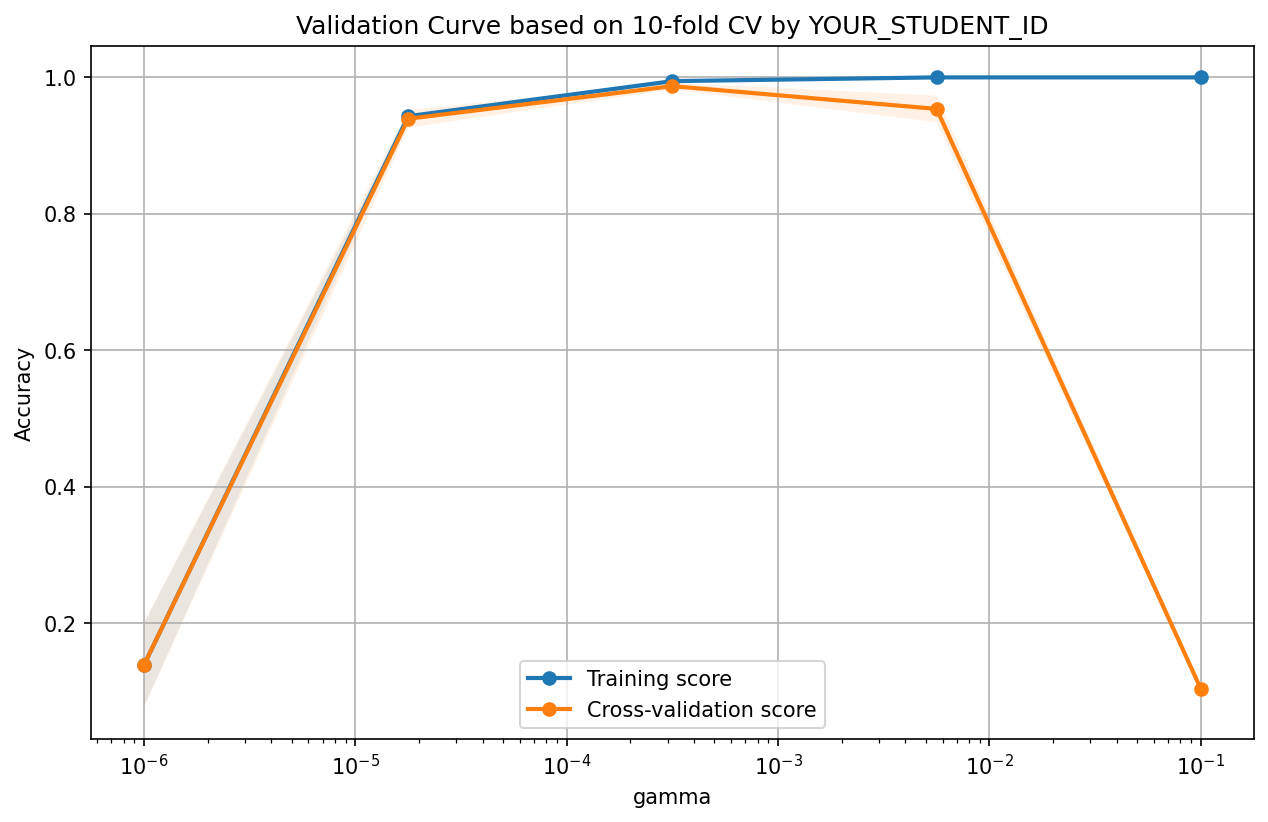 Validation Curve based on 10-fold CV by YOUR_STUDENT_ID
1.0
0.8
0.6
0.4
0.2
Accuracy
Training score
Cross-validation score
10⁻⁶ 10⁻⁵ 10⁻⁴ 10⁻³ 10⁻² 10⁻¹
gamma